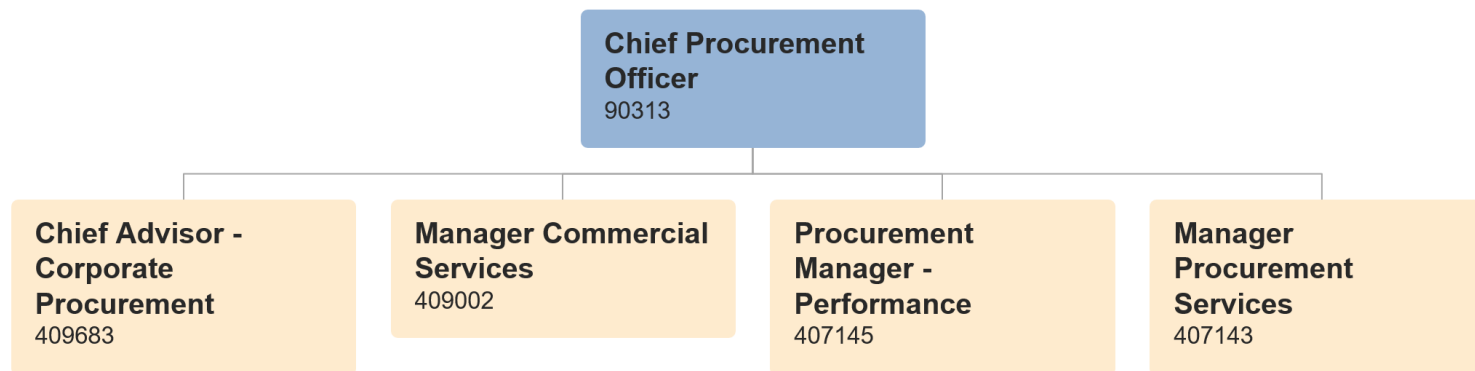 Chief Procurement
Officer
90313
Chief Advisor -
Corporate
Procurement
409683
Manager Commercial
Services
409002
Procurement
Manager -
Performance
407145
Manager
Procurement
Services
407143